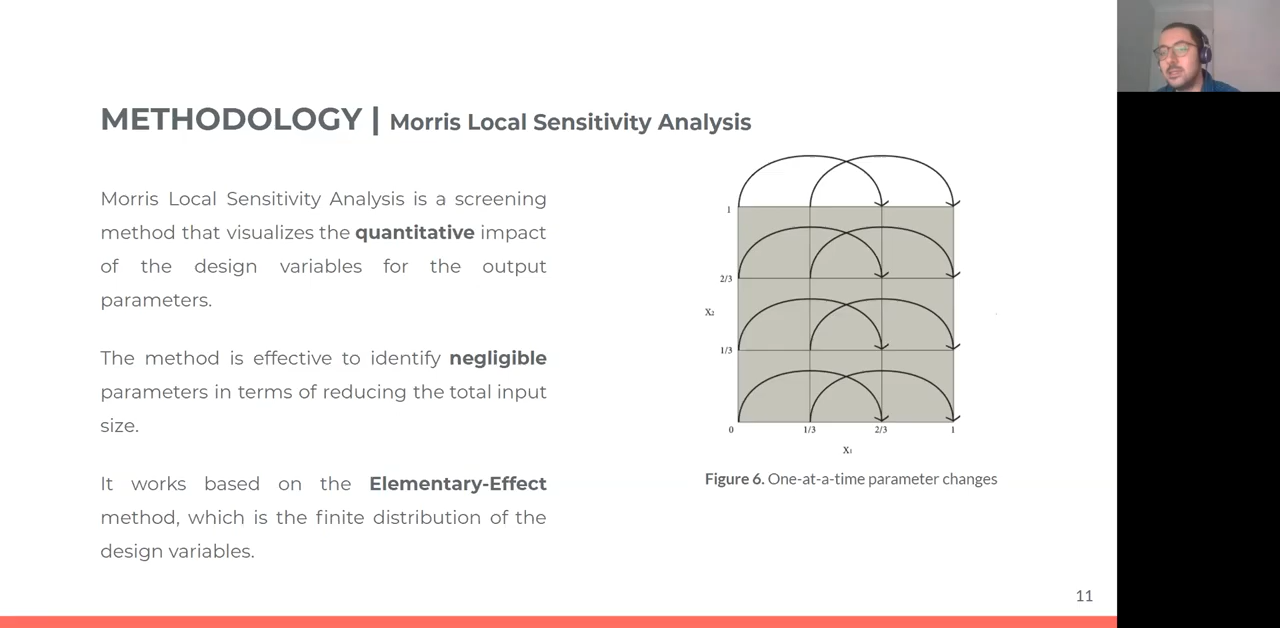 METHODOLOGY | Morris Local Sensitivity Analysis
Morris Local Sensitivity Analysis is a screening
method that visualizes the quantitative impact
of the design variables for the output
parameters.
The method is effective to identify negligible
parameters in terms of reducing the total input
size.
It works based on the Elementary-Effect
method, which is the finite distribution of the
design variables.
1
2/3
X₂
1/3
0 1/3 2/3 1
X₁
Figure 6. One-at-a-time parameter changes
11